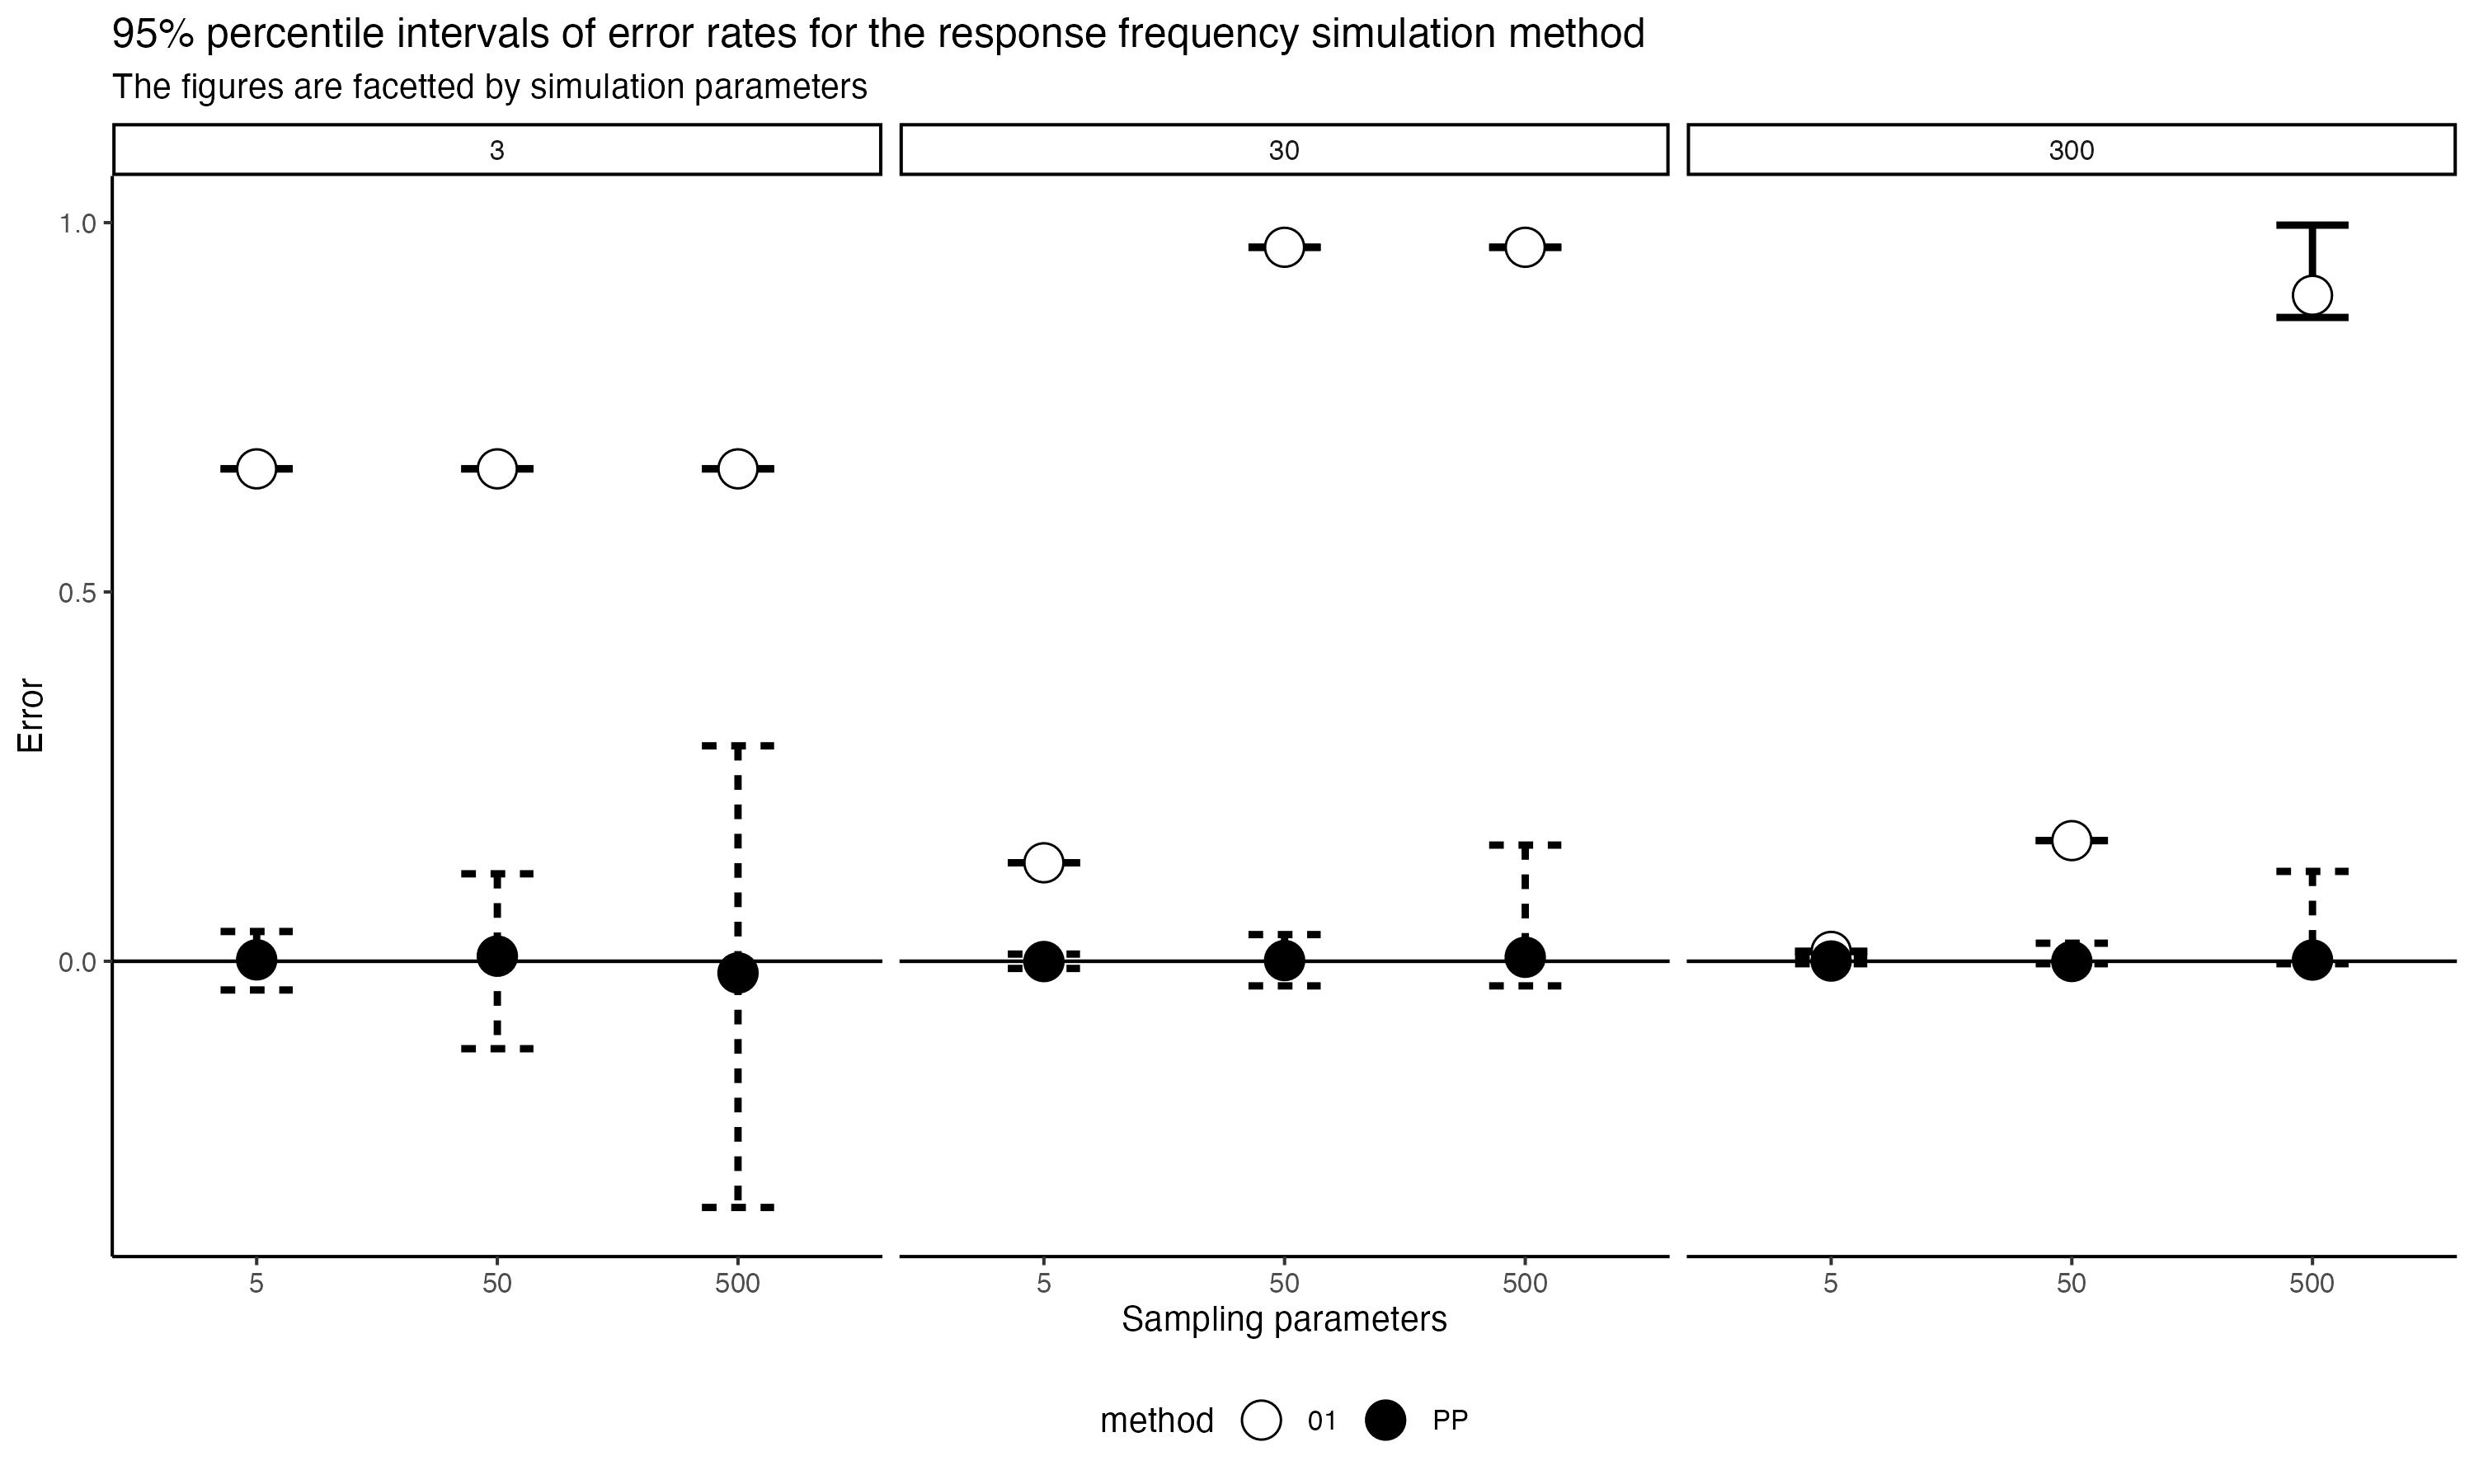 95% percentile intervals of error rates for the response frequency simulation method
The figures are facetted by simulation parameters
3 30 300
1.0
0.5
0.0
Error
5 50 500 5 50 500 5 50 500
Sampling parameters
method 01 PP